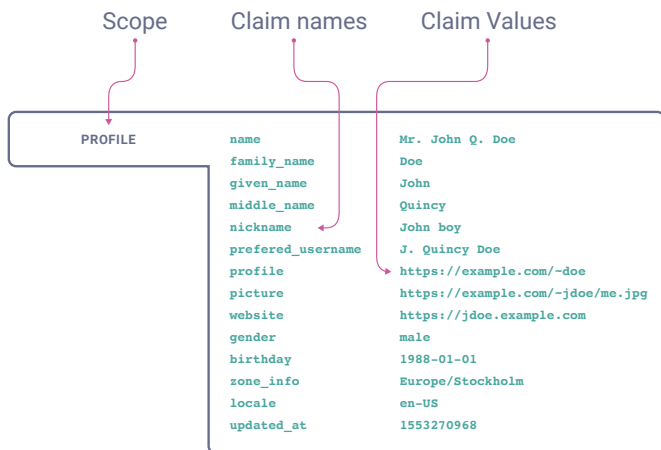 Scope Claim names Claim Values
PROFILE name Mr. John Q. Doe
family_name Doe
given_name John
middle_name Quincy
nickname John boy
prefered_username J. Quincy Doe
profile https://example.com/~doe
picture https://example.com/~jdoe/me.jpg
website https://jdoe.example.com
gender male
birthday 1988-01-01
zone_info Europe/Stockholm
locale en-US
updated_at 1553270968